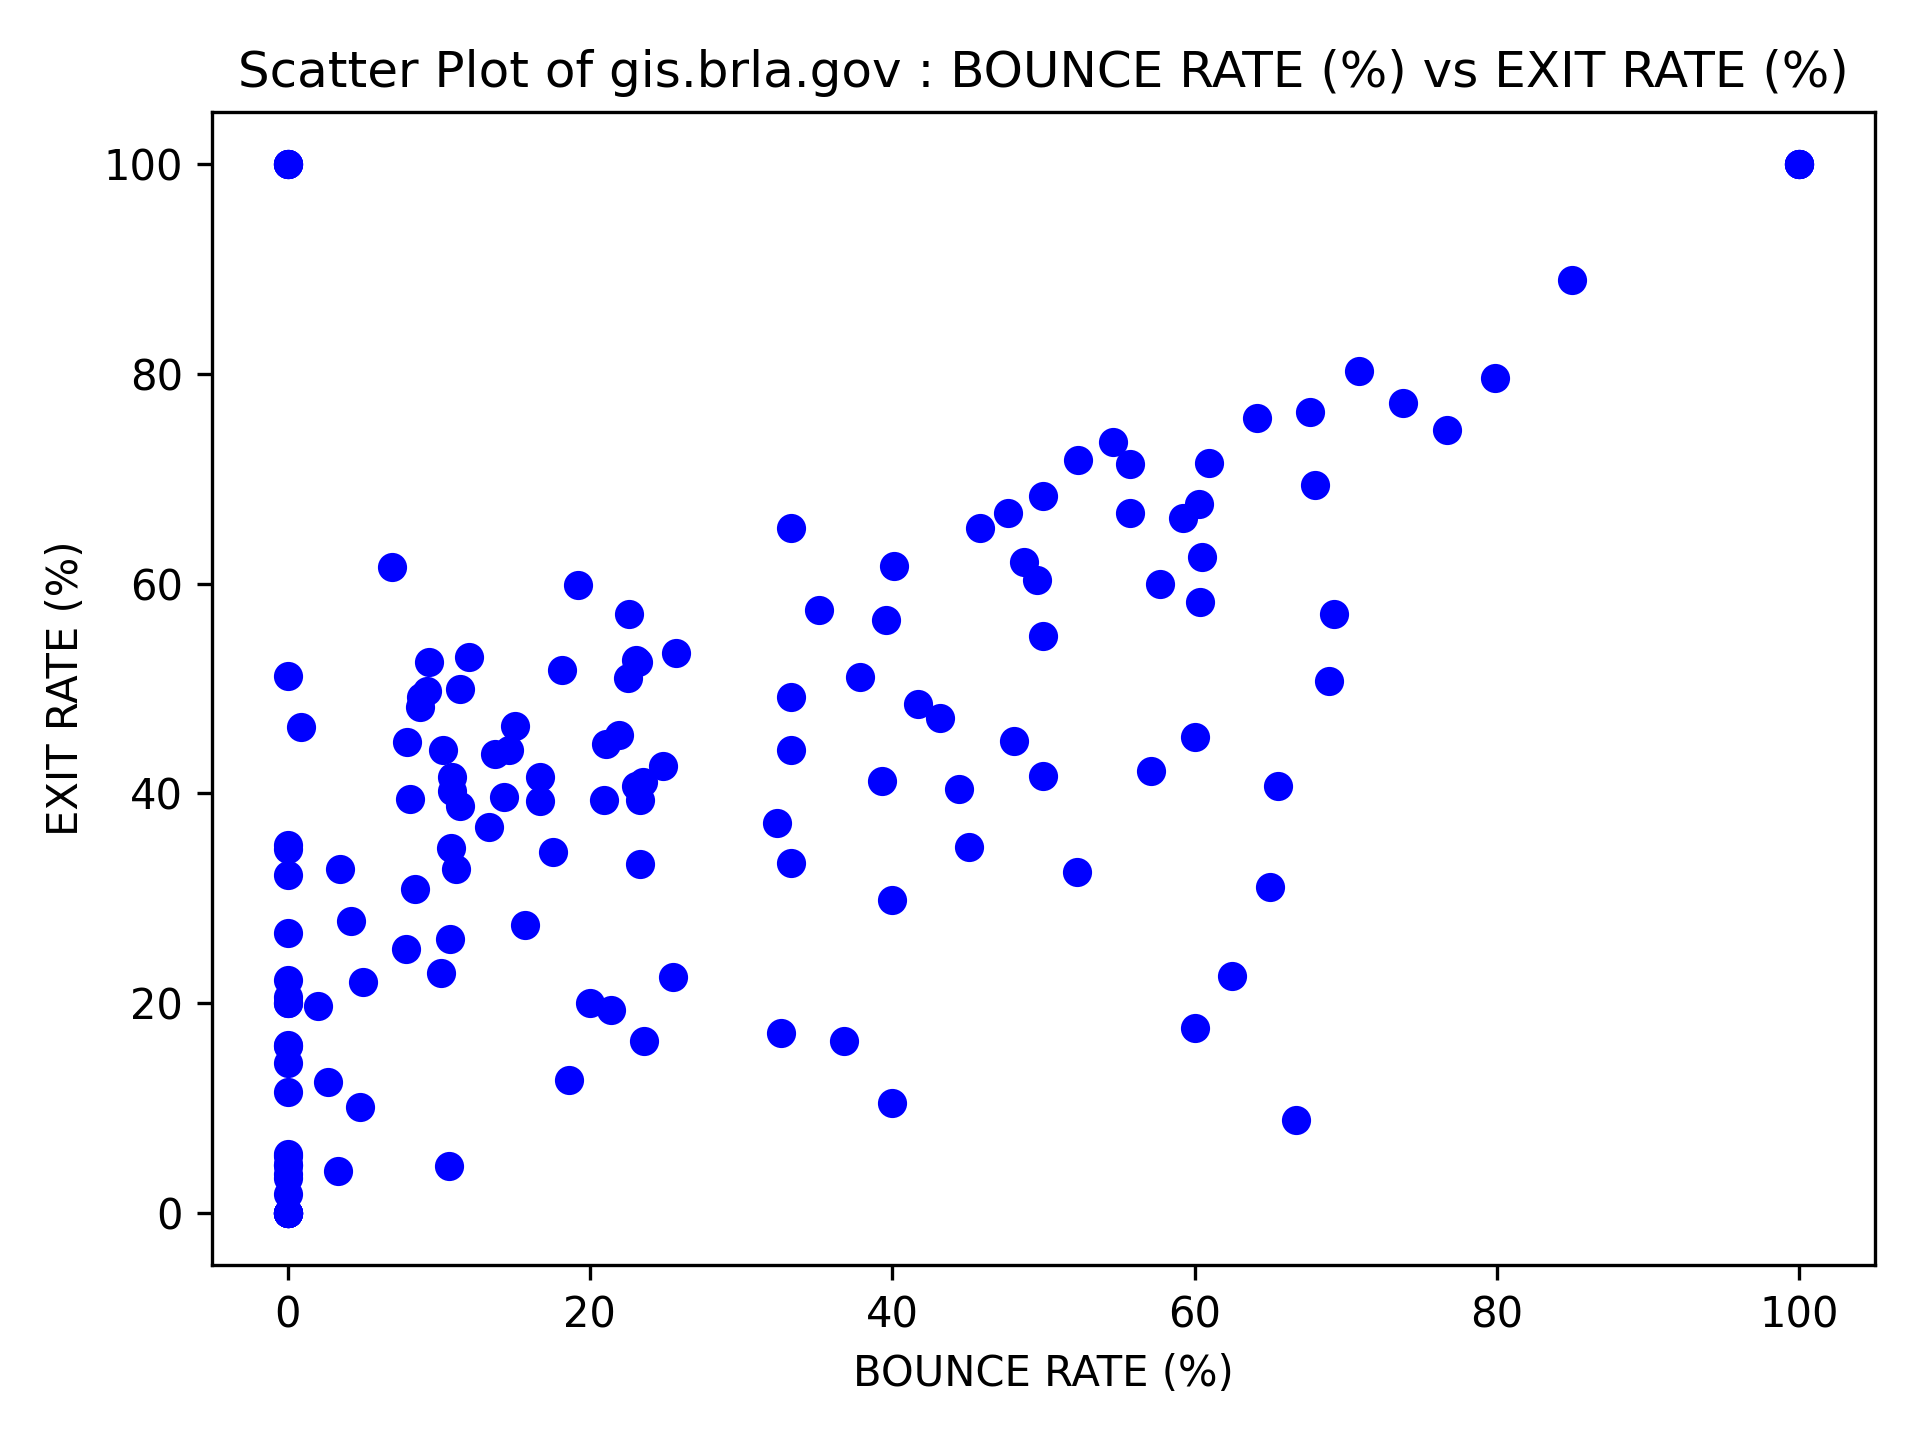 Scatter Plot of gis.brla.gov : BOUNCE RATE (%) vs EXIT RATE (%)
100
80
60
40
20
0
EXIT RATE (%)
0 20 40 60 80 100
BOUNCE RATE (%)